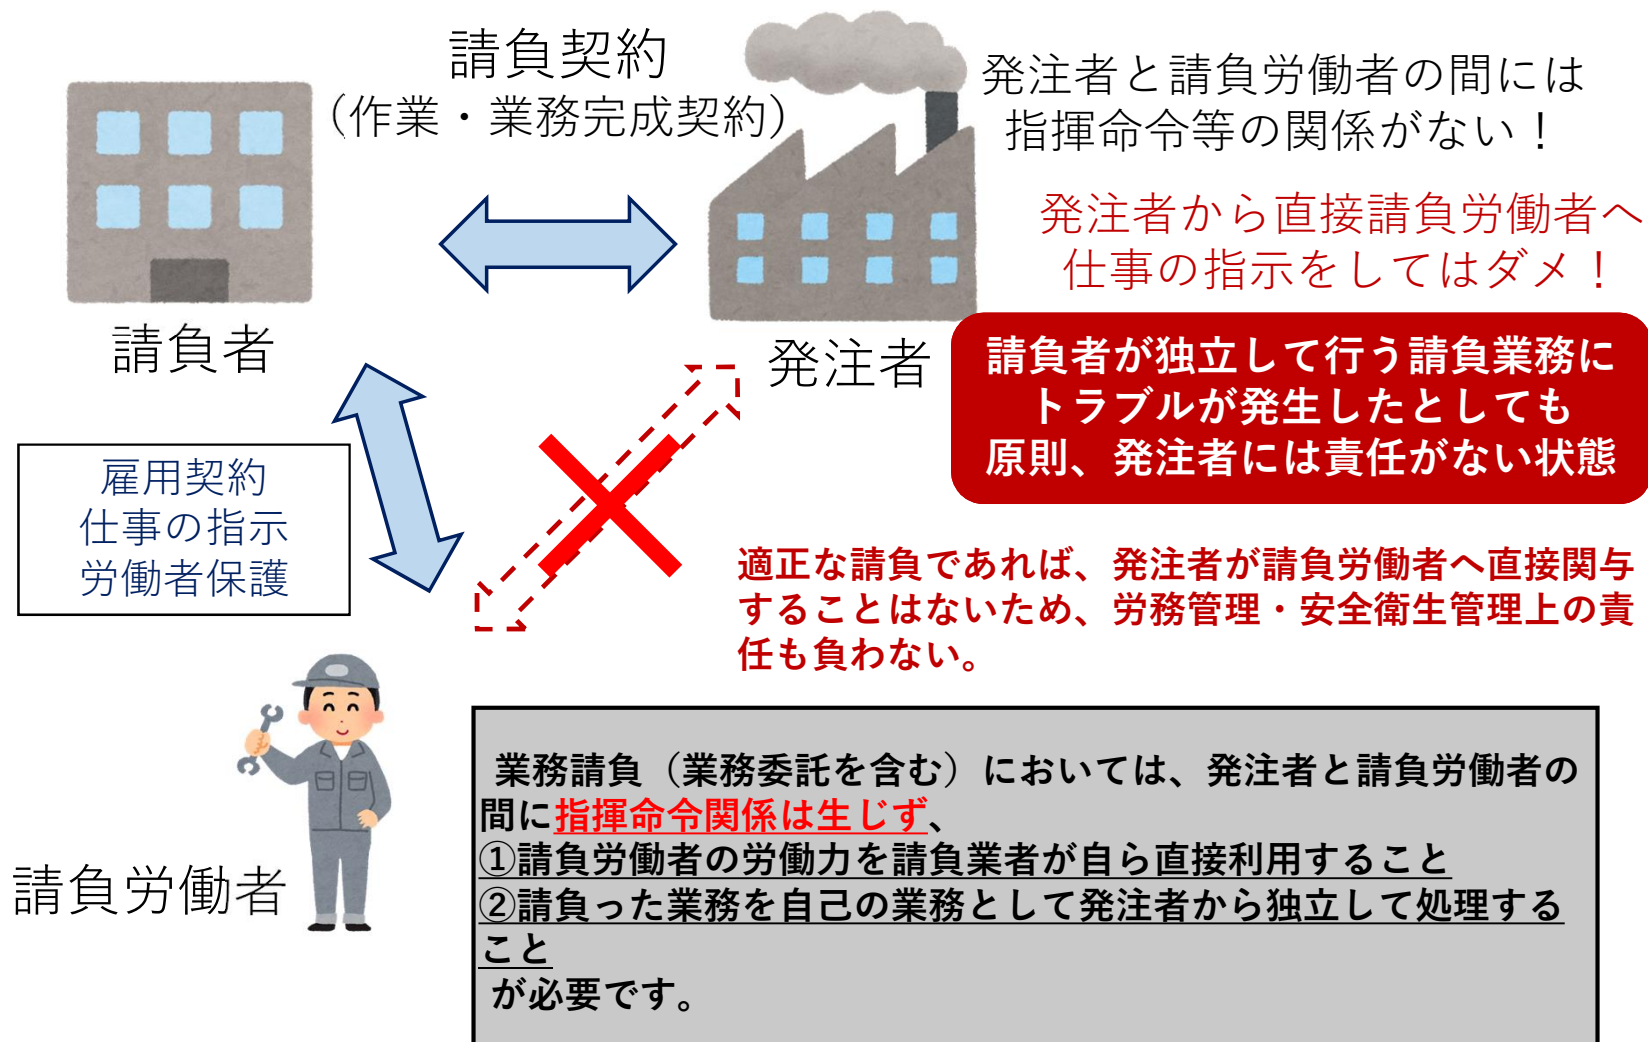 請負契約
（作業・業務完成契約）
発注者と請負労働者の間には
指揮命令等の関係がない！
発注者から直接請負労働者へ
仕事の指示をしてはダメ！
請負者
発注者
請負者が独立して行う請負業務に
トラブルが発生したとしても
原則、発注者には責任がない状態
雇用契約
仕事の指示
労働者保護
適正な請負であれば、発注者が請負労働者へ直接関与
することはないため、労務管理・安全衛生管理上の責
任も負わない。
請負労働者
業務請負（業務委託を含む）においては、発注者と請負労働者の
間に指揮命令関係は生じず、
①請負労働者の労働力を請負業者が自ら直接利用すること
②請負った業務を自己の業務として発注者から独立して処理する
こと
が必要です。